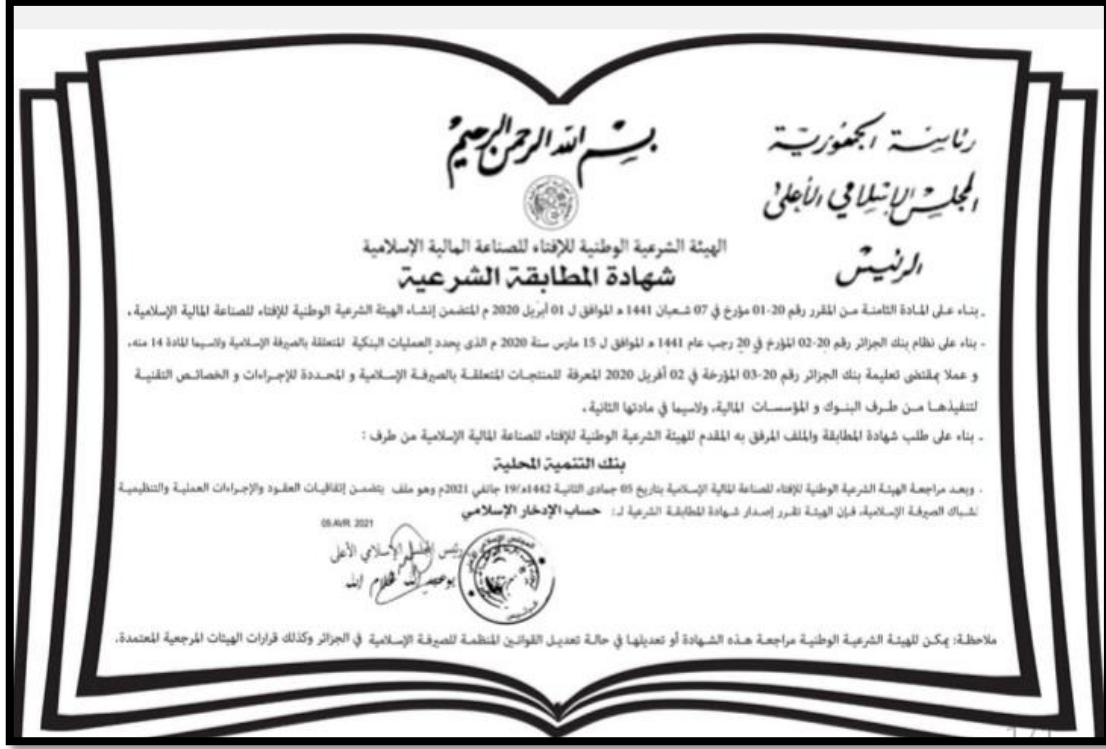 بسم الله الرحمن الرحيم
رئاسة الجمهورية
المجلس الإسلامي الأعلى
الرئيس
الهيئة الشرعية الوطنية للإفتاء للصناعة المالية الإسلامية
شهادة المطابقة الشرعية
ـ بناء على المادة الثامنة من المقرر رقم 20-01 مؤرخ في 07 شعبان 1441 ه الموافق ل 01 أبريل 2020 م المتضمن إنشاء الهيئة الشرعية الوطنية للإفتاء للصناعة المالية الإسلامية ،
- بناء على نظام بنك الجزائر رقم 20-02 المؤرخ في 20 رجب عام 1441 ه الموافق ل 15 مارس سنة 2020 م الذي يحدد العمليات البنكية المتعلقة بالصيرفة الإسلامية ولاسيما المادة 14 منه،
و عملا بمقتضى تعليمة بنك الجزائر رقم 20-03 المؤرخة في 02 أفريل 2020 المعرفة للمنتجات المتعلقة بالصيرفة الإسلامية و المحددة للإجراءات و الخصائص التقنية
لتنفيذها من طرف البنوك و المؤسسات المالية، ولاسيما في مادتها الثانية ،
ـ بناء على طلب شهادة المطابقة والملف المرفق به المقدم للهيئة الشرعية الوطنية للإفتاء للصناعة المالية الإسلامية من طرف :
بنك التنمية المحلية
. وبعد مراجعة الهيئة الشرعية الوطنية للإفتاء للصناعة المالية الإسلامية بتاريخ 05 جمادى الثانية 1442ه/19 جانفي 2021م وهو ملف يتضمن إتفاقيات العقود والإجراءات العملية والتنظيمية
لشباك الصيرفة الإسلامية، فإن الهيئة تقرر إصدار شهادة المطابقة الشرعية لـ: حساب الإدخار الإسلامي
05 AVR. 2021
رئيس المجلس الإسلامي الأعلى
بوعبد الله غلام الله
ملاحظة: يمكن للهيئة الشرعية الوطنية مراجعة هذه الشهادة أو تعديلها في حالة تعديل القوانين المنظمة للصيرفة الإسلامية في الجزائر وكذلك قرارات الهيئات المرجعية المعتمدة.